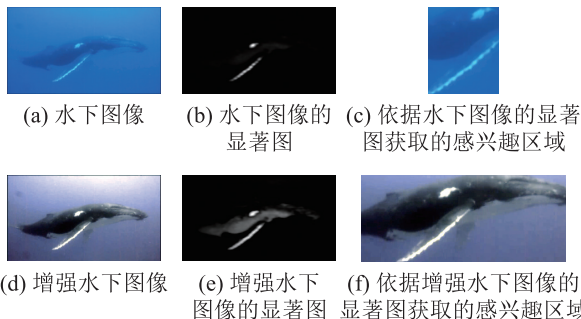 (a) 水下图像
(b) 水下图像的
显著图
(c) 依据水下图像的显著
图获取的感兴趣区域
(d) 增强水下图像
(e) 增强水下
图像的显著图
(f) 依据增强水下图像的
显著图获取的感兴趣区域